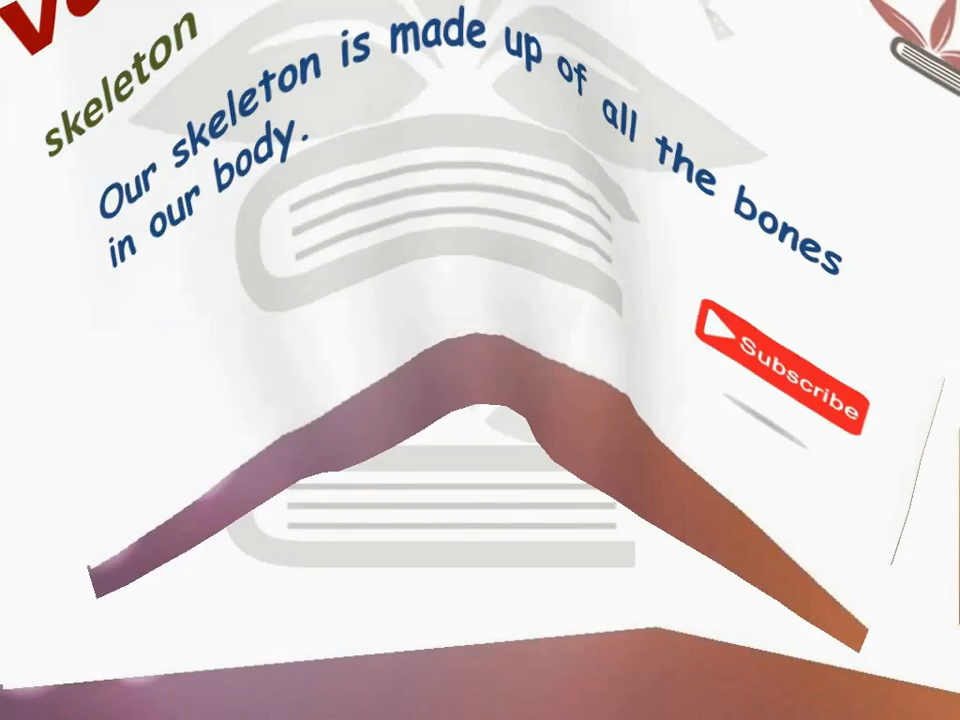 skeleton
Our skeleton is made up of all the bones
in our body.
Subscribe